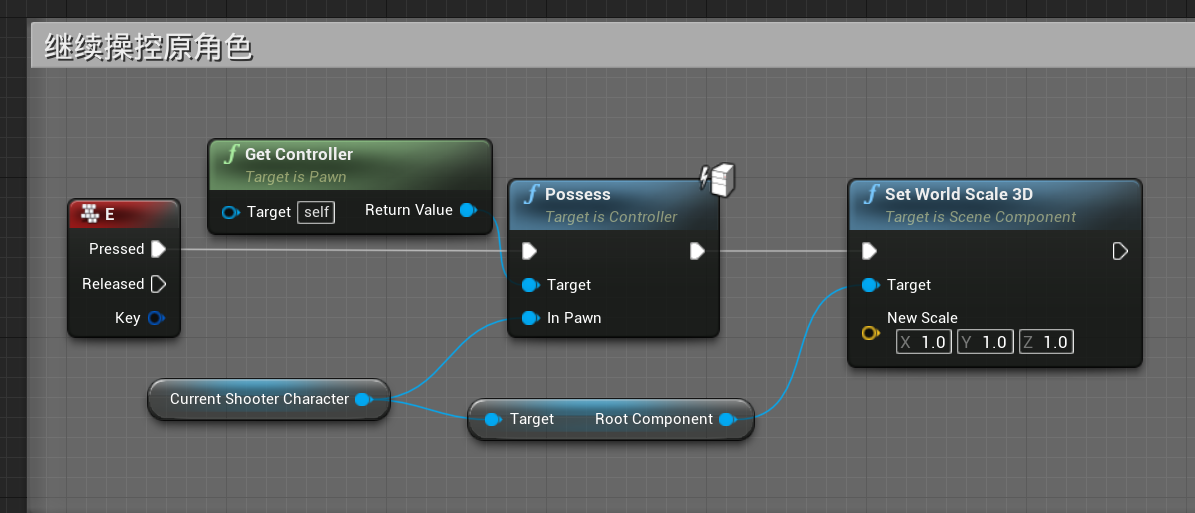 继续操控原角色
f Get Controller
Target is Pawn
Target self Return Value
E
Pressed
Released
Key
f Possess
Target is Controller
Target
In Pawn
f Set World Scale 3D
Target is Scene Component
Target
New Scale
X 1.0 Y 1.0 Z 1.0
Current Shooter Character
Target Root Component